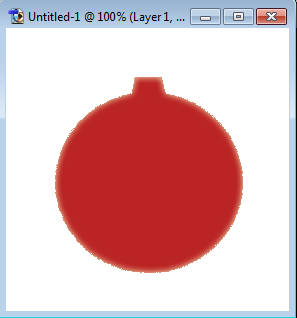 Untitled-1 @ 100% (Layer 1, ...